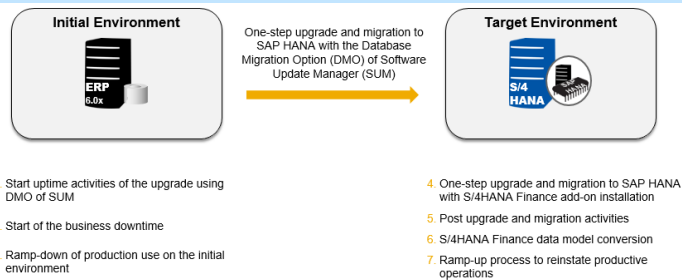 Initial Environment
ERP
6.0x
One-step upgrade and migration to
SAP HANA with the Database
Migration Option (DMO) of Software
Update Manager (SUM)
Target Environment
S/4
HANA
Start uptime activities of the upgrade using
DMO of SUM
Start of the business downtime
Ramp-down of production use on the initial
environment
4. One-step upgrade and migration to SAP HANA
with S/4HANA Finance add-on installation
5. Post upgrade and migration activities
6. S/4HANA Finance data model conversion
7. Ramp-up process to reinstate productive
operations